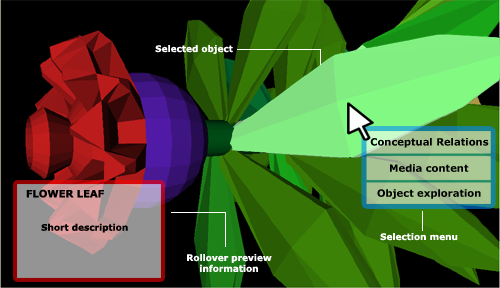 Selected object
Conceptual Relations
Media content
Object exploration
FLOWER LEAF
Short description
Selection menu
Rollover preview
information